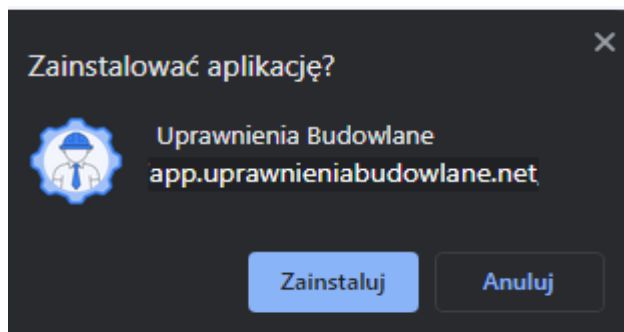 Zainstalować aplikację?
Uprawnienia Budowlane
app.uprawnieniabudowlane.net
Zainstaluj
Anuluj